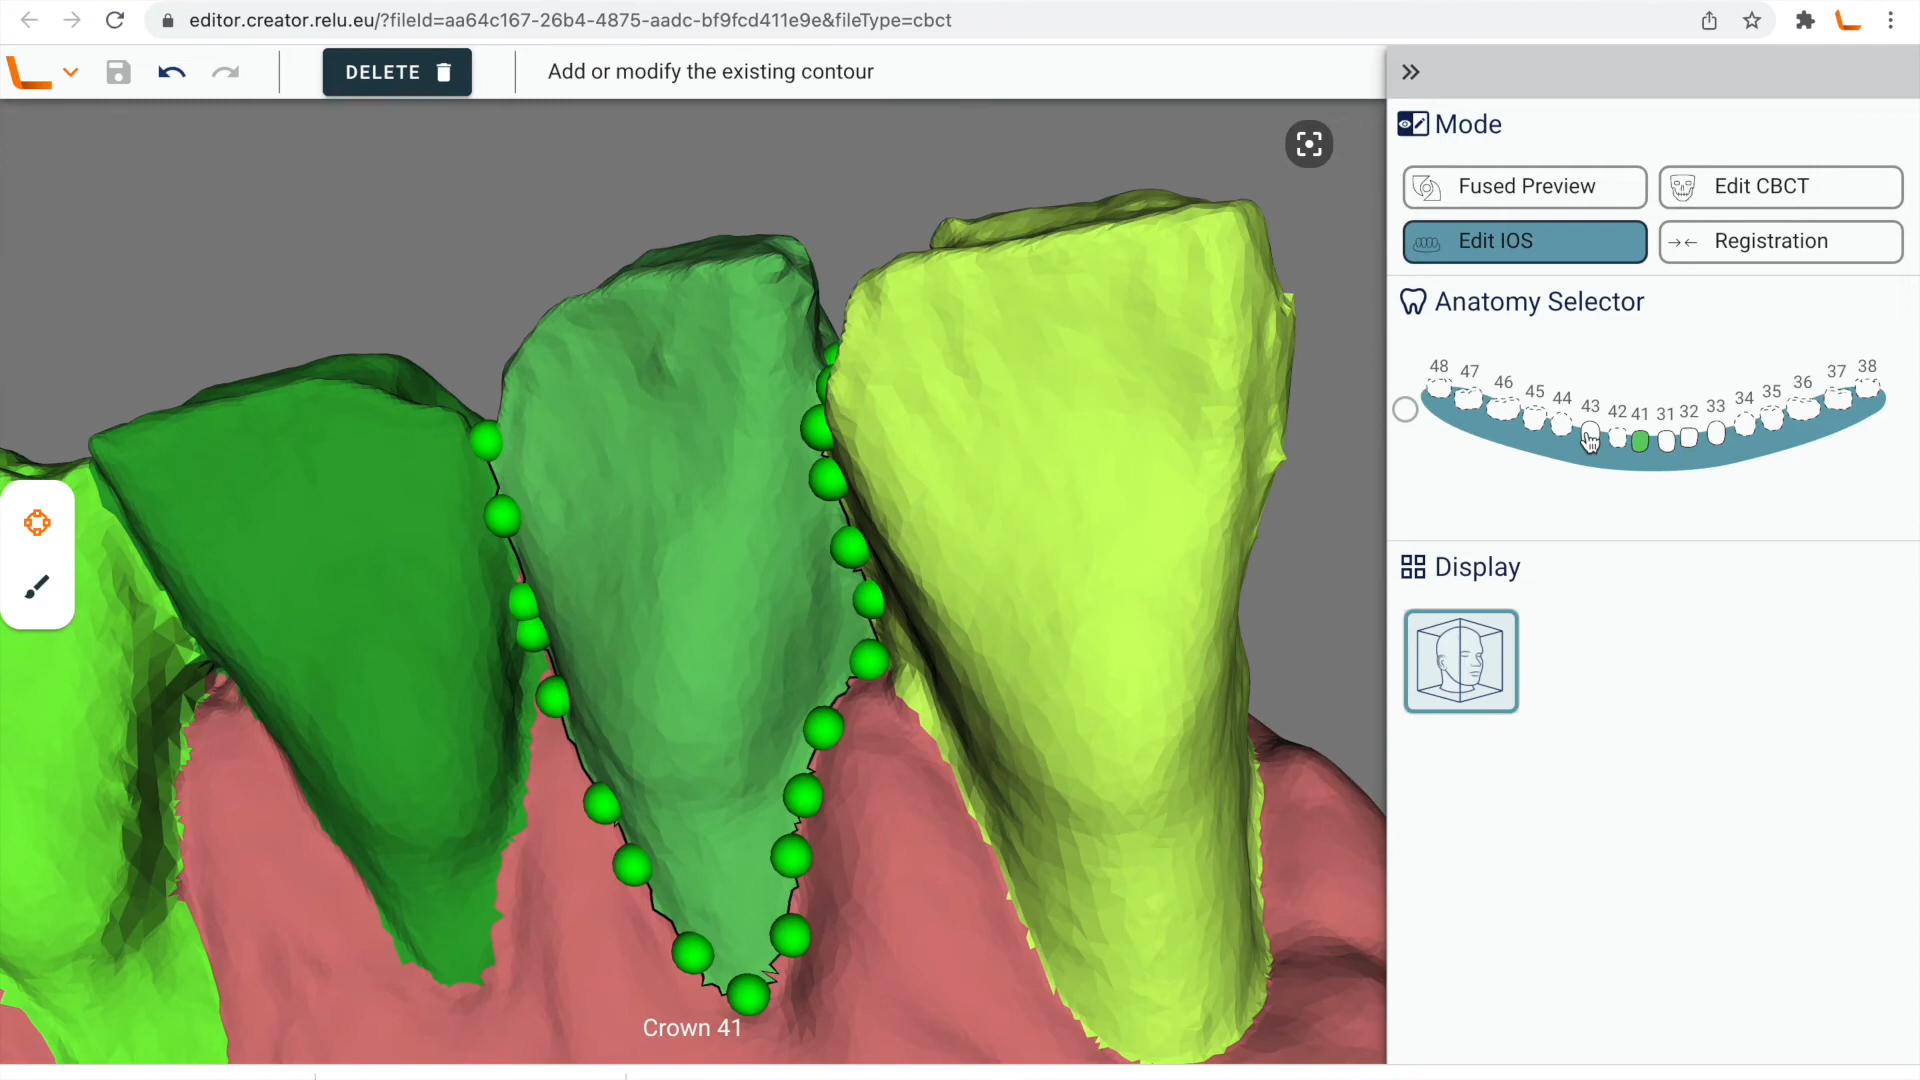 editor.creator.relu.eu/?fileId=aa64c167-26b4-4875-aadc-bf9fcd411e9e&fileType=cbct
DELETE
Add or modify the existing contour
Mode
Fused Preview
Edit CBCT
Edit IOS
Registration
Anatomy Selector
48 47 46 45 44 43 42 41 31 32 33 34 35 36 37 38
Display
Crown 41